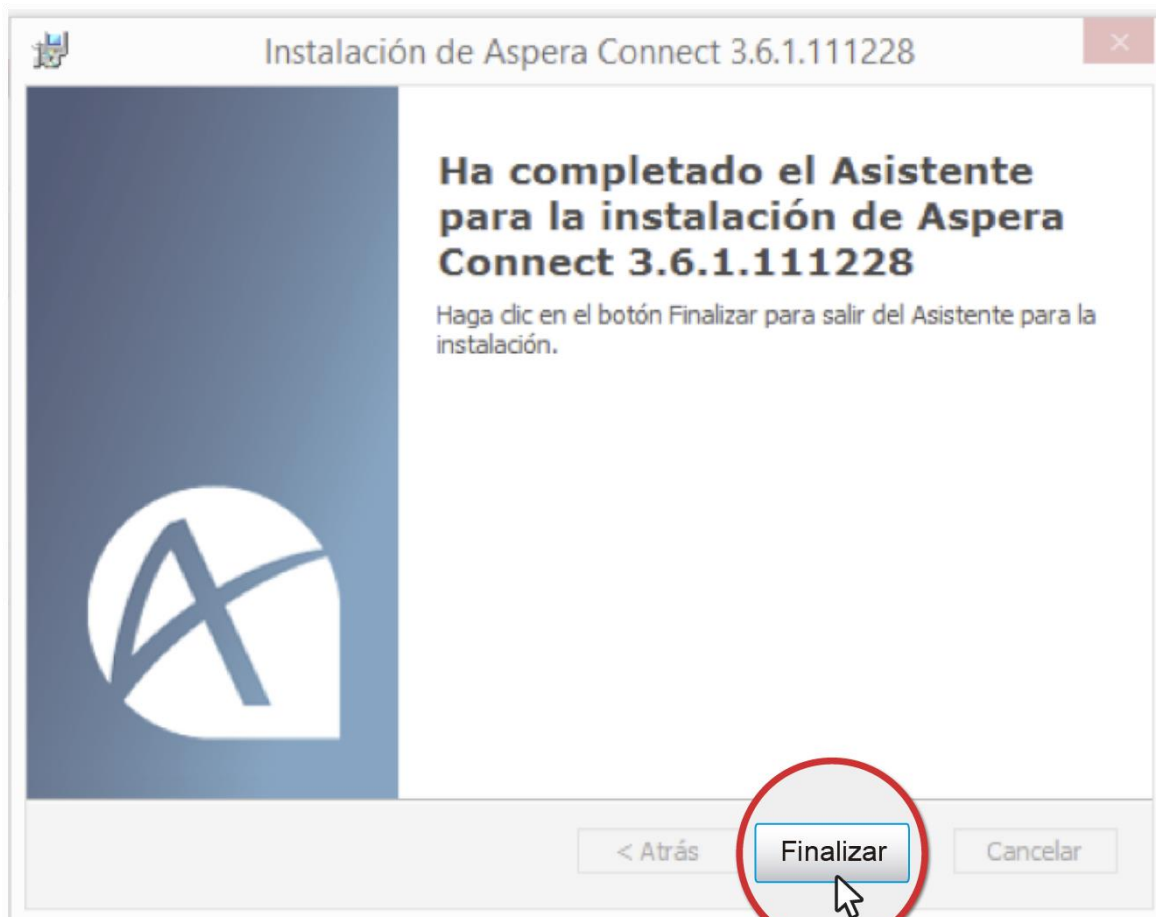 Instalación de Aspera Connect 3.6.1.111228
Ha completado el Asistente
para la instalación de Aspera
Connect 3.6.1.111228
Haga clic en el botón Finalizar para salir del Asistente para la
instalación.
< Atrás
Finalizar
Cancelar